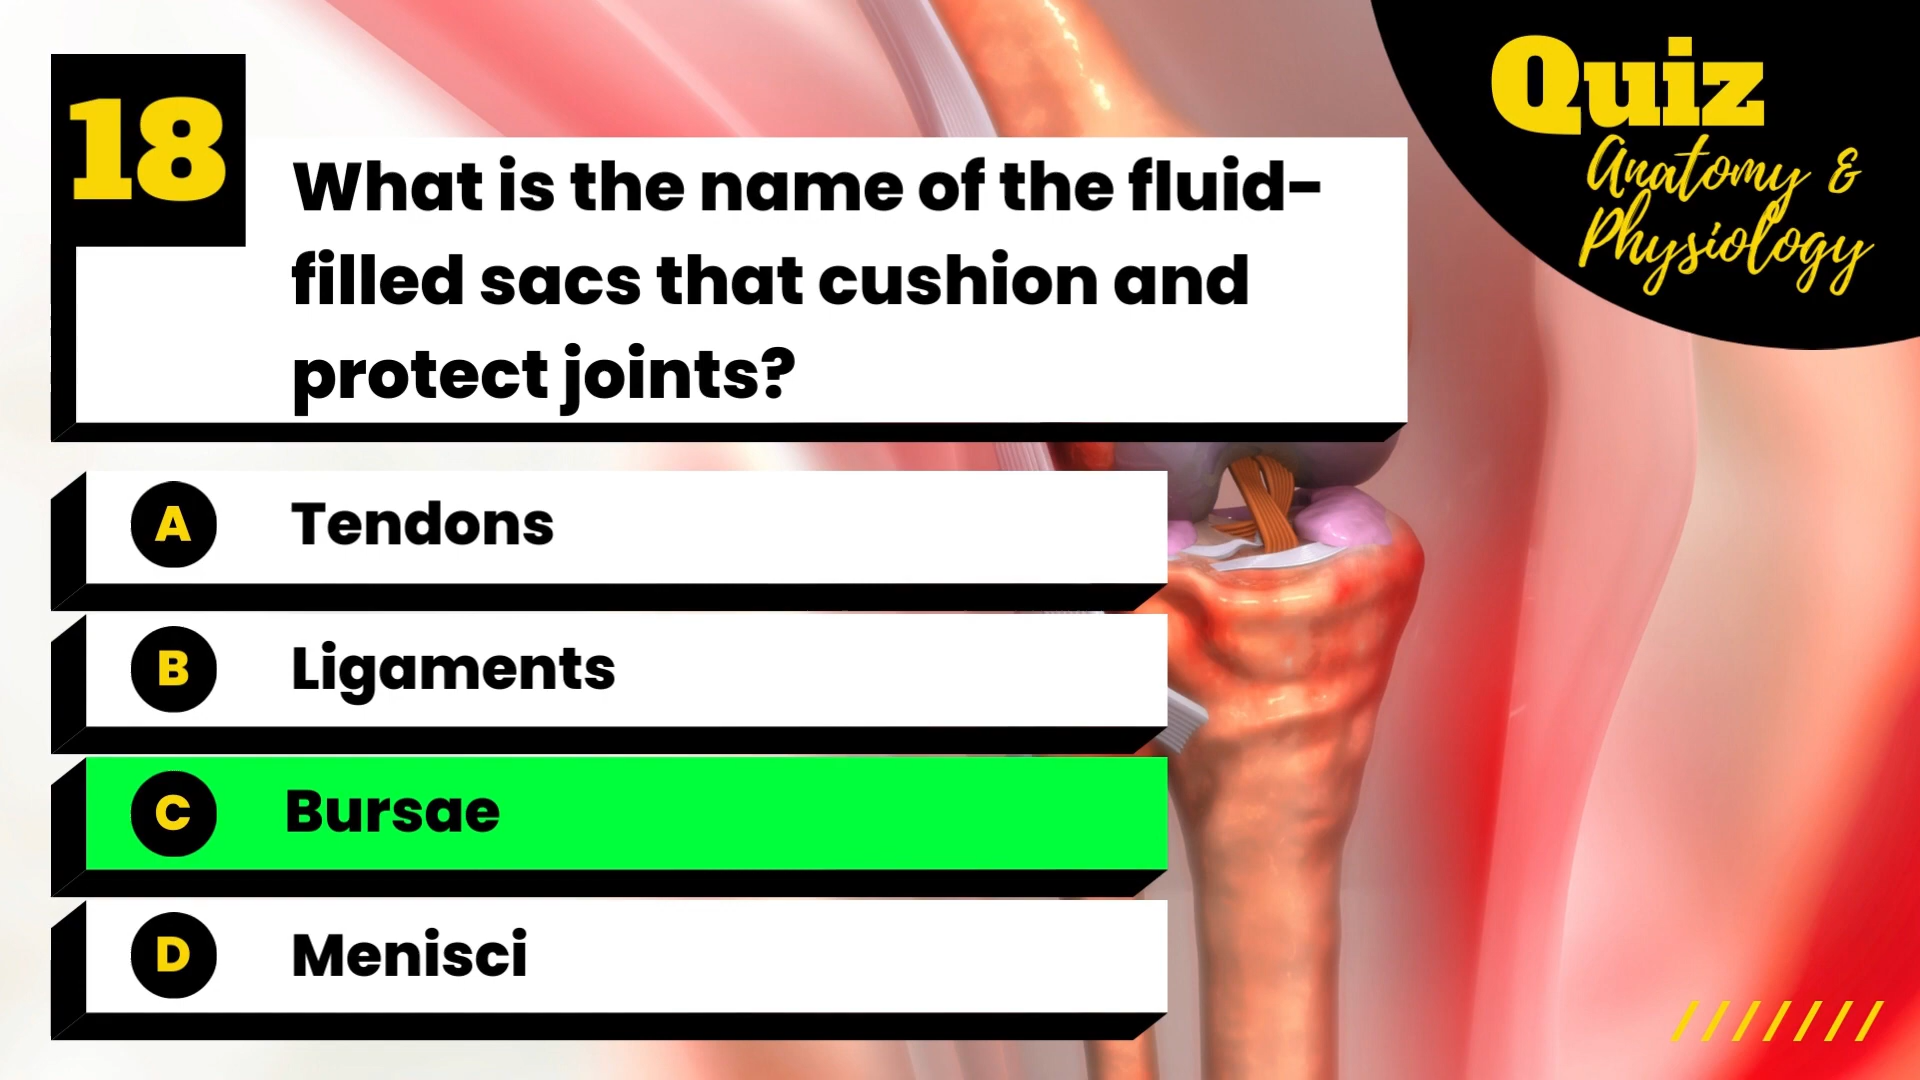 Quiz
Anatomy &
Physiology
18
What is the name of the fluid-
filled sacs that cushion and
protect joints?
A Tendons
B Ligaments
C Bursae
D Menisci